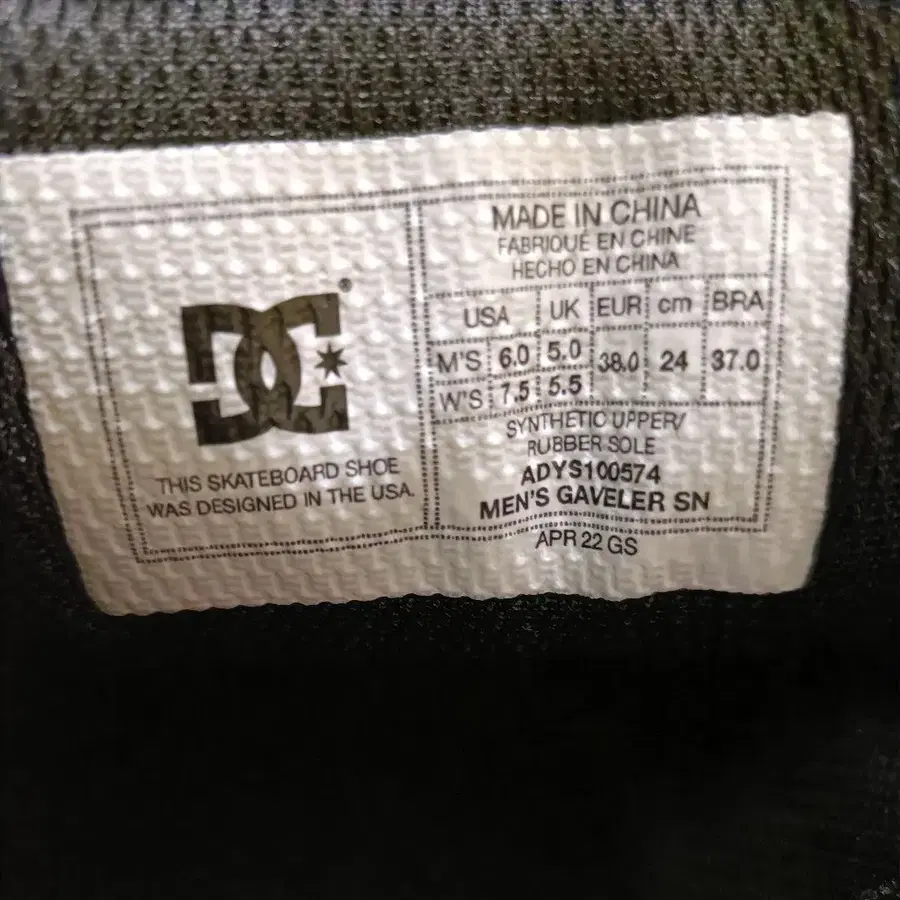 DC
®
THIS SKATEBOARD SHOE
WAS DESIGNED IN THE USA.
MADE IN CHINA
FABRIQUÉ EN CHINE
HECHO EN CHINA
USA UK EUR cm BRA
M'S 6.0 5.0 38.0 24 37.0
W'S 7.5 5.5
SYNTHETIC UPPER/
RUBBER SOLE
ADYS100574
MEN'S GAVELER SN
APR 22 GS